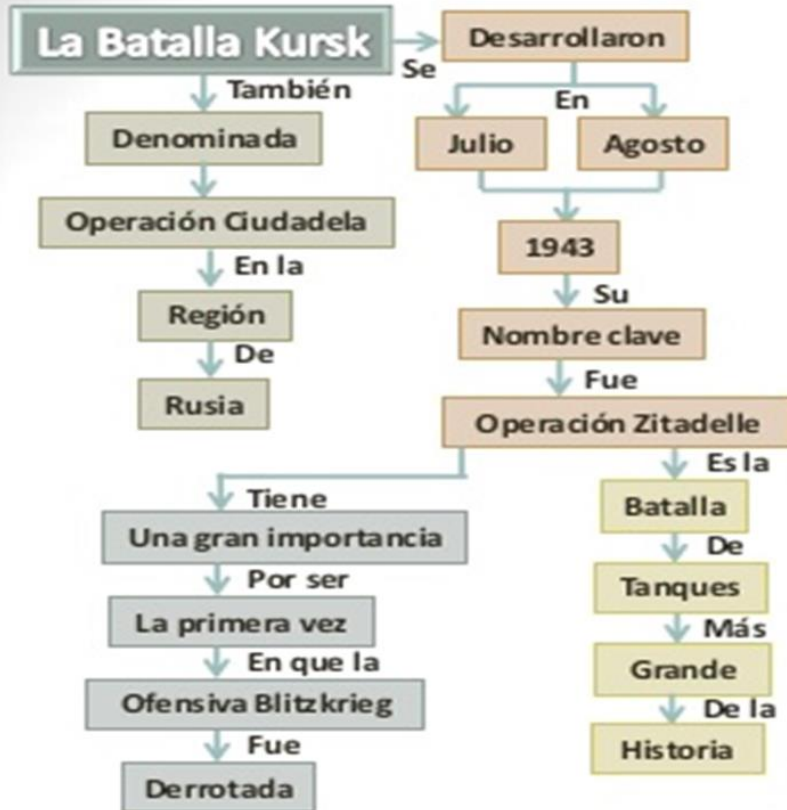 La Batalla Kursk
Se
Desarrollaron
En
Julio
Agosto
1943
Su
Nombre clave
Fue
Operación Zitadelle
También
Denominada
Operación Ciudadela
En la
Región
De
Rusia
Tiene
Una gran importancia
Por ser
La primera vez
En que la
Ofensiva Blitzkrieg
Fue
Derrotada
Es la
Batalla
De
Tanques
Más
Grande
De la
Historia